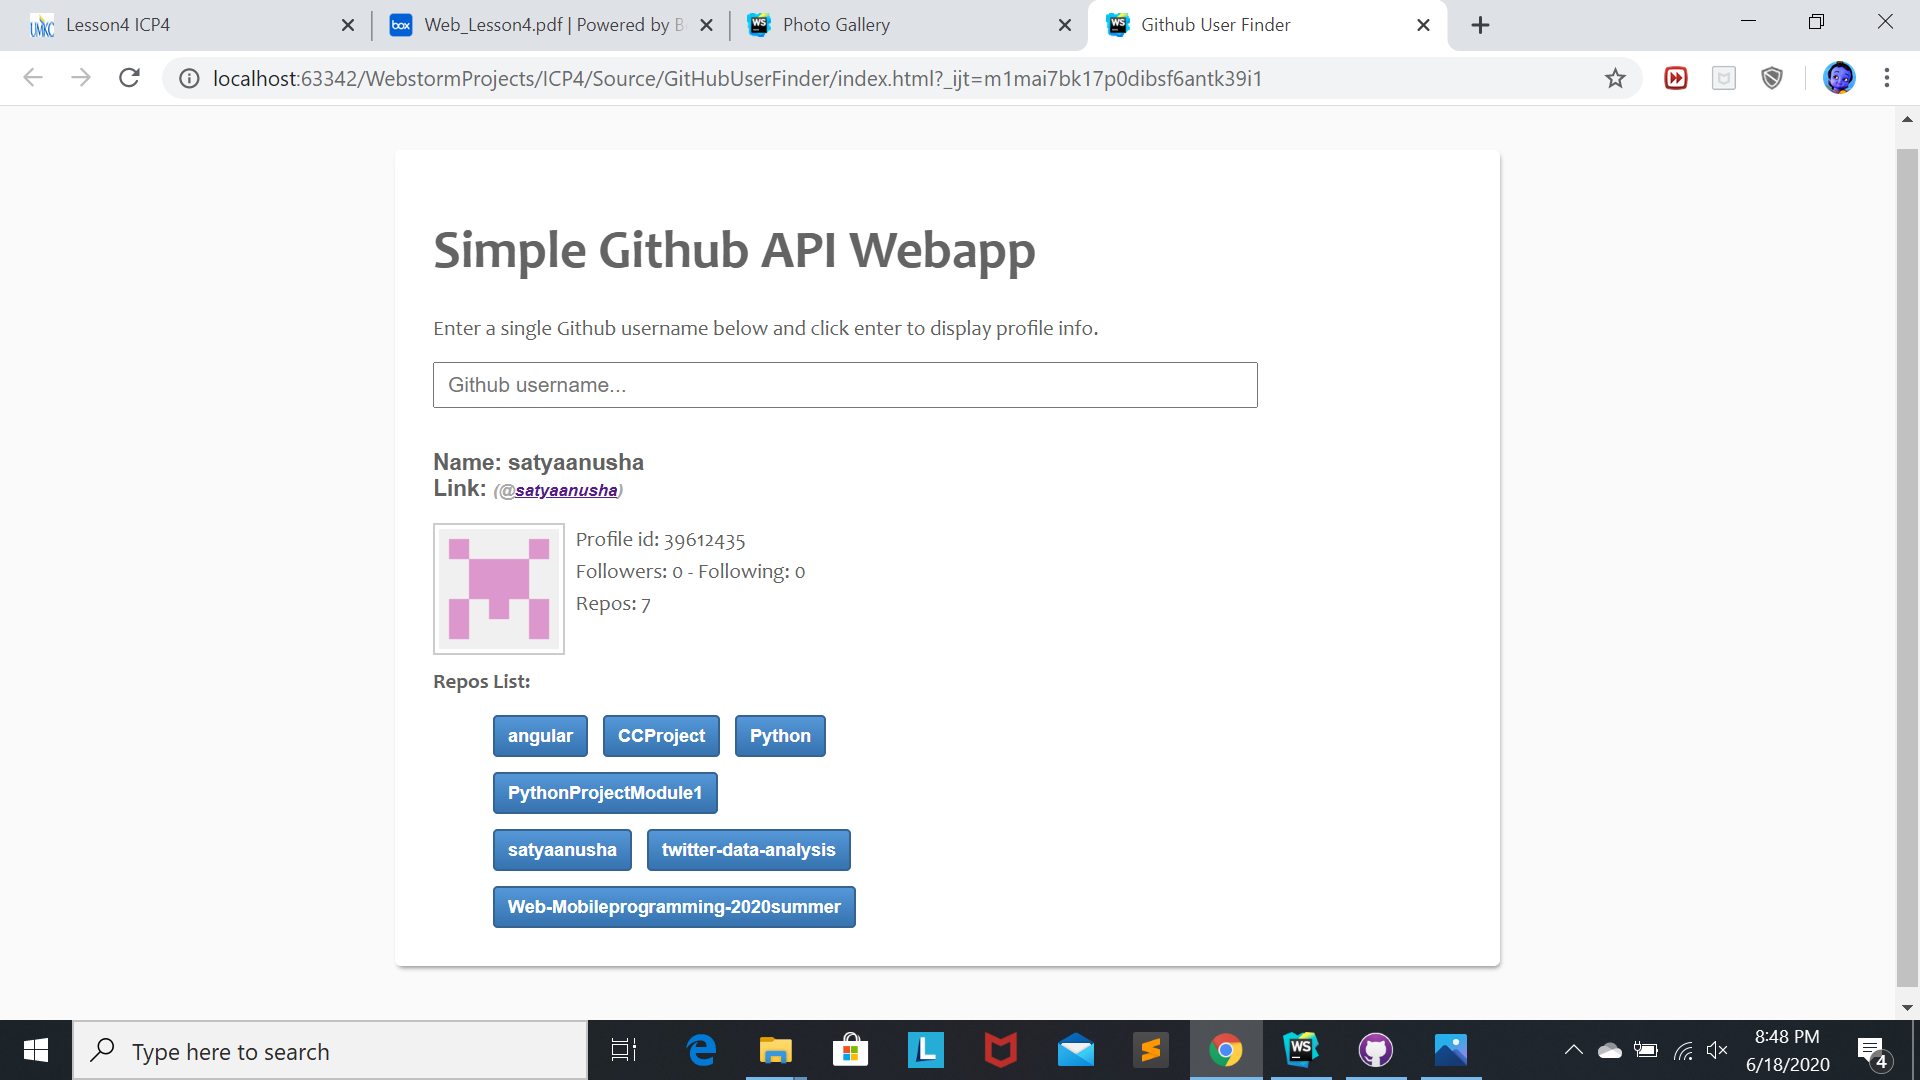 Lesson4 ICP4
Web_Lesson4.pdf | Powered by B
Photo Gallery
Github User Finder
localhost:63342/WebstormProjects/ICP4/Source/GitHubUserFinder/index.html?_ijt=m1mai7bk17p0dibsf6antk39i1
Simple Github API Webapp
Enter a single Github username below and click enter to display profile info.
Github username...
Name: satyaanusha
Link: (@satyaanusha)
Profile id: 39612435
Followers: 0 - Following: 0
Repos: 7
Repos List:
angular CCProject Python
PythonProjectModule1
satyaanusha twitter-data-analysis
Web-Mobileprogramming-2020summer
Type here to search
8:48 PM
6/18/2020
4